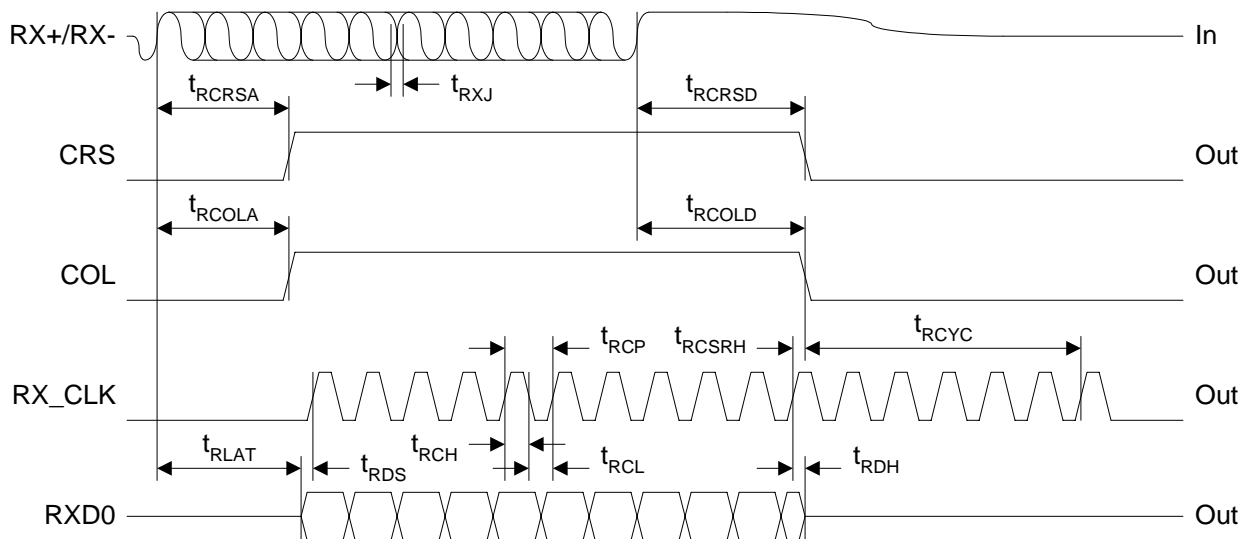 RX+/RX- In
tRCRSA tRXJ tRCRSD
CRS Out
tRCOLA tRCOLD
COL Out
tRCP tRCSRH tRCYC
RX_CLK Out
tRLAT tRDS tRCH tRCL tRDH
RXD0 Out